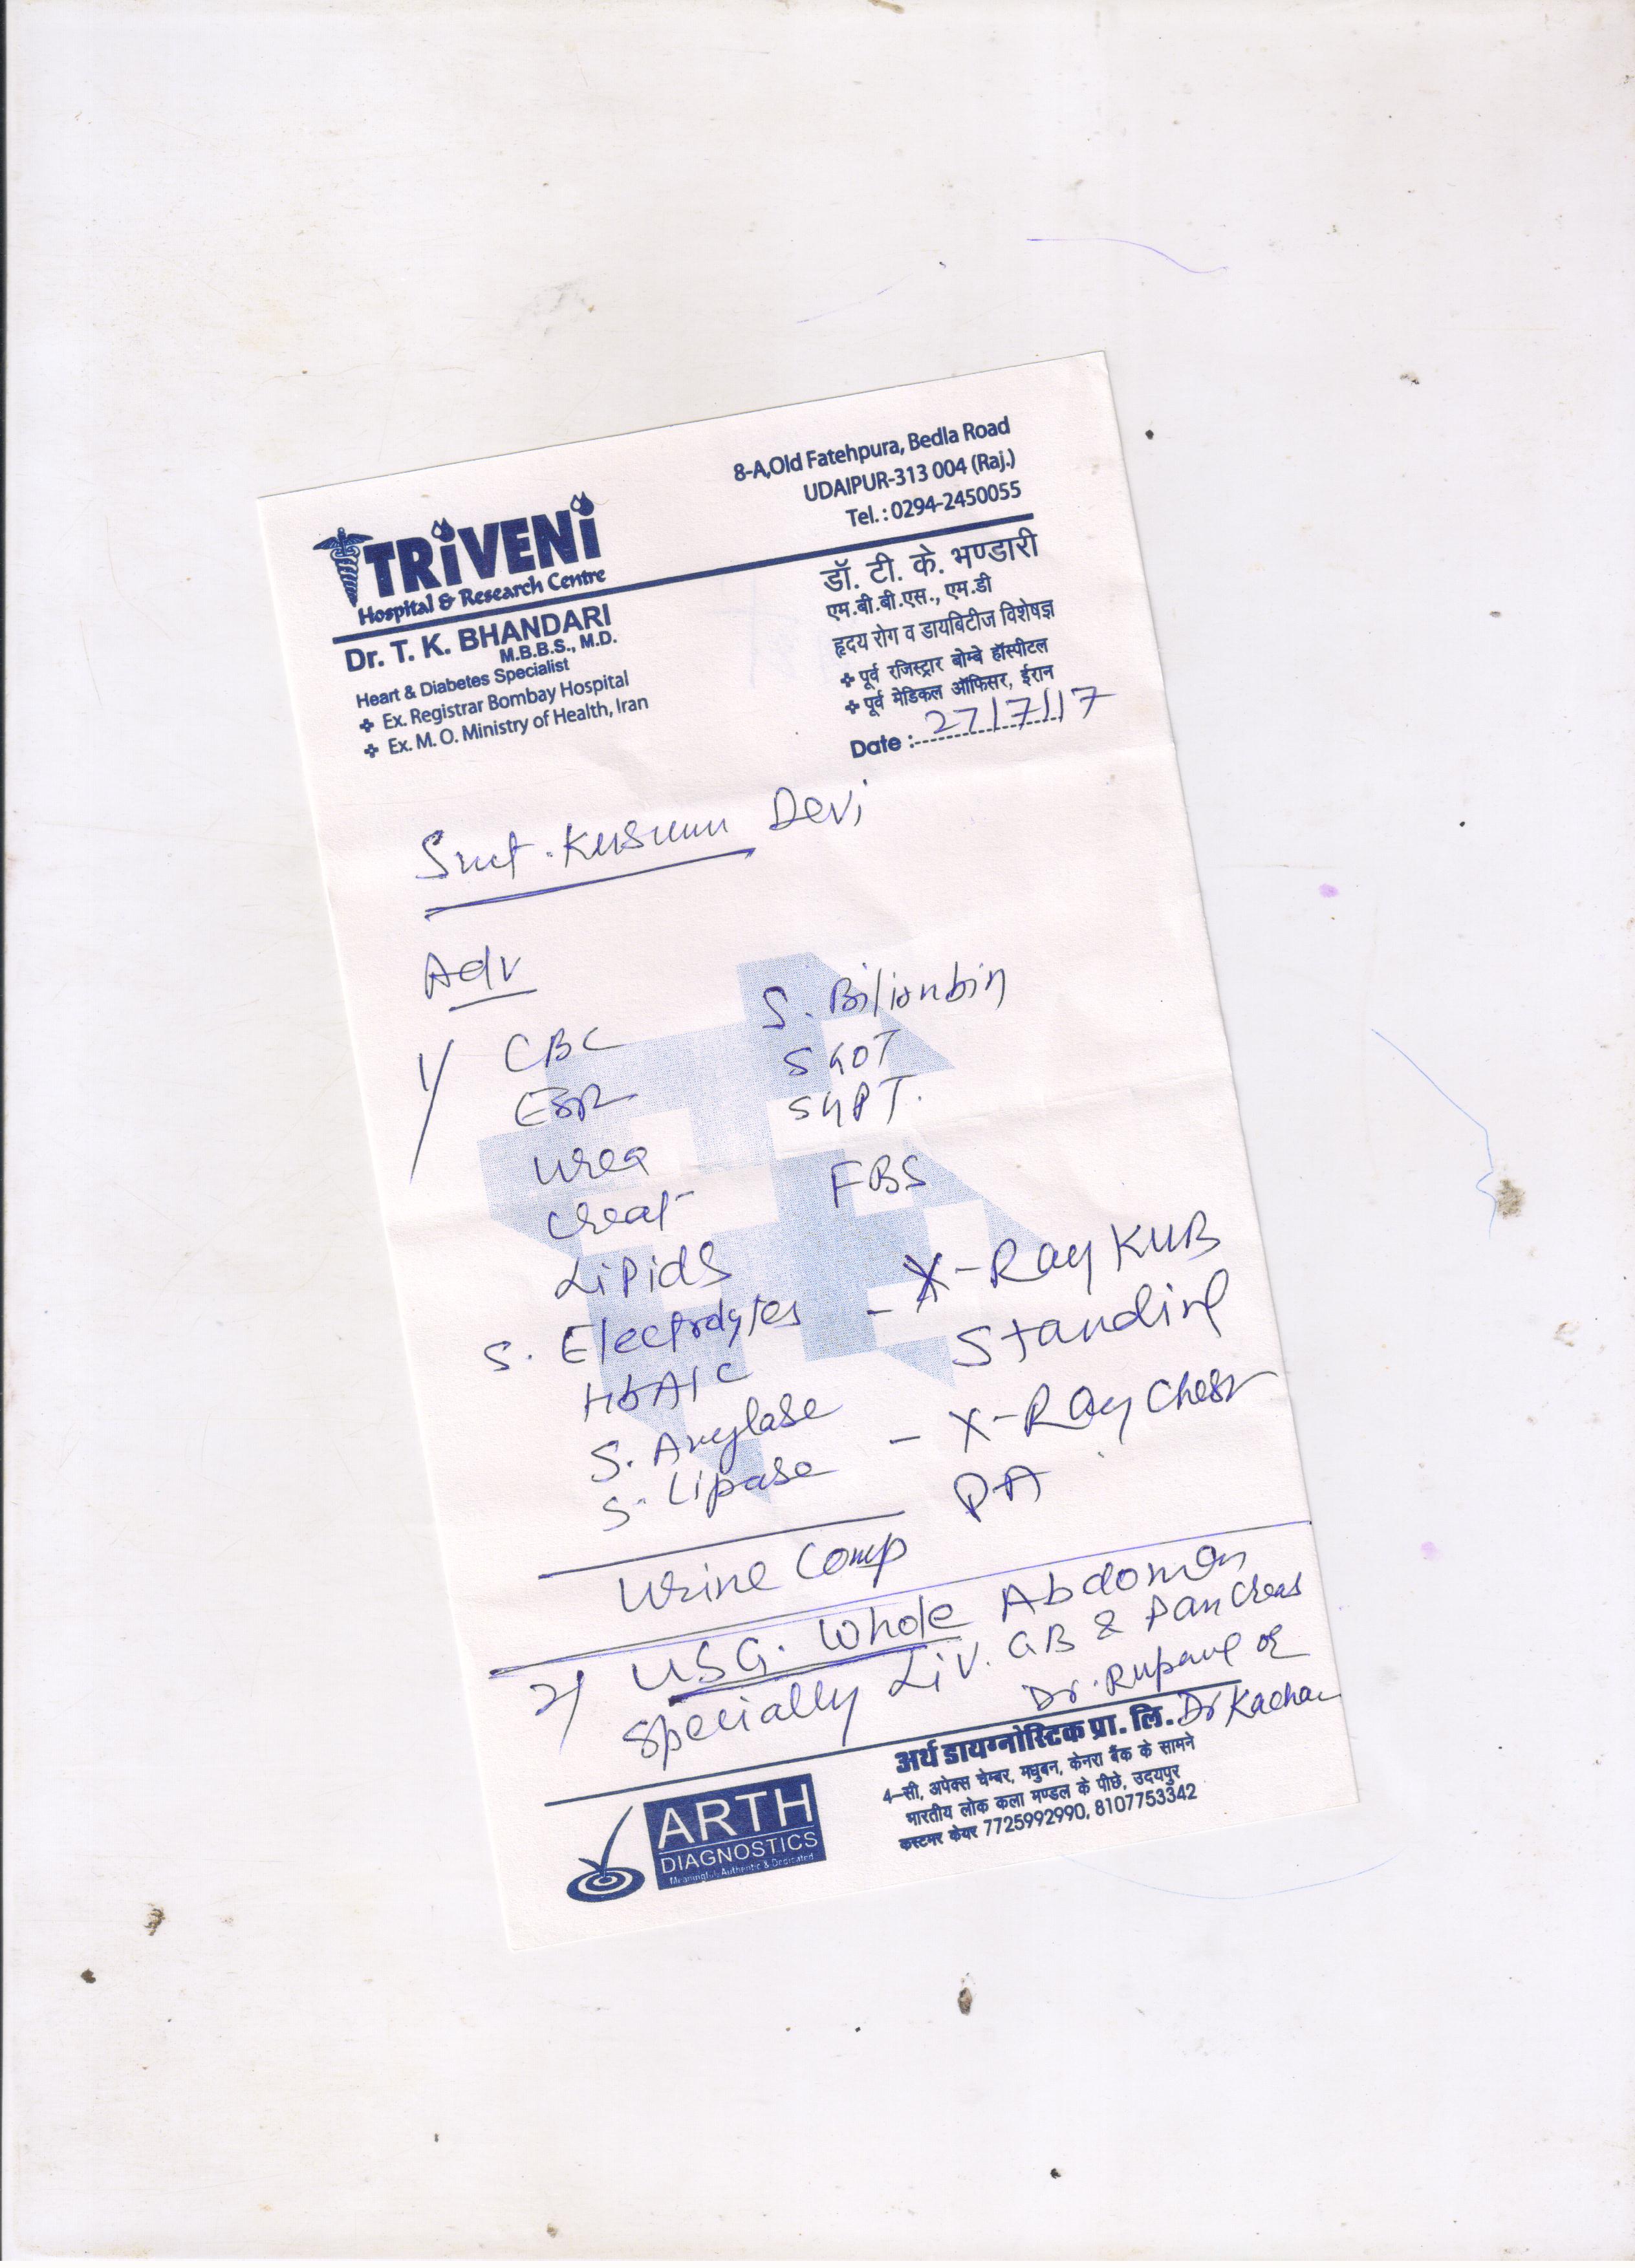 8-A,Old Fatehpura, Bedla Road
UDAIPUR-313 004 (Raj.)
Tel.: 0294-2450055
TRiVENi
Hospital & Research Centre
Dr. T. K. BHANDARI
M.B.B.S., M.D.
Heart & Diabetes Specialist
Ex. Registrar Bombay Hospital
Ex. M. O. Ministry of Health, Iran
डॉ. टी. के. भण्डारी
एम.बी.बी.एस., एम.डी
हृदय रोग व डायबिटीज विशेषज्ञ
पूर्व रजिस्ट्रार बोम्बे हॉस्पीटल
पूर्व मेडिकल ऑफिसर, ईरान
Date : 27/7/17
Smt. Kusum Devi
Adv
1/ CBC
ESR
Urea
Creat
Lipids
S. Electrolytes
HbA1C
S. Amylase
S. Lipase
S. Bilirubin
SGOT
SGPT.
FBS
- X-Ray KUB
Standing
- X-Ray Chest
PA
Urine Comp
2/ USG. Whole Abdomen
Specially Liv. GB & Pancreas
Dr.
Dr
अर्थ डायग्नोस्टिक प्रा. लि.
4-सी, अपेक्स चेम्बर, मधुबन, केनरा बैंक के सामने
भारतीय लोक कला मण्डल के पीछे, उदयपुर
कस्टमर केयर 7725992990, 8107753342
ARTH
DIAGNOSTICS
Meaningful, Authentic & Dedicated